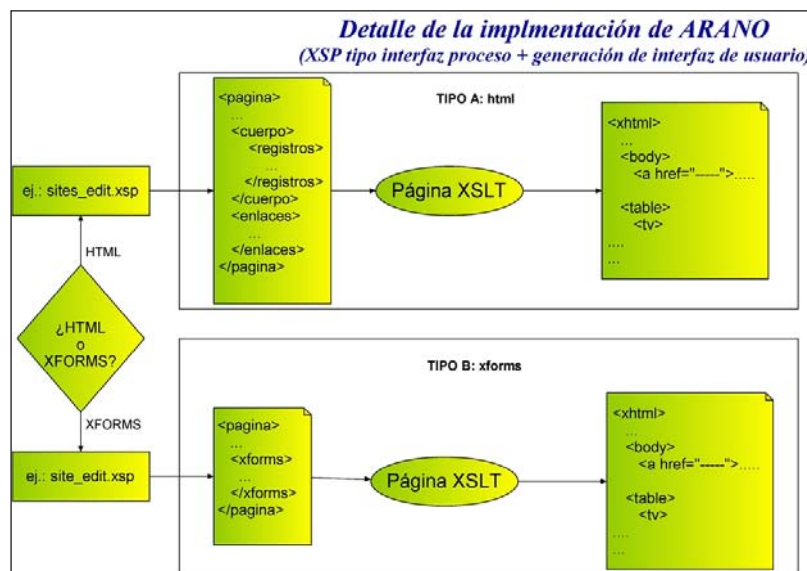 Detalle de la implmentación de ARANO
(XSP tipo interfaz proceso + generación de interfaz de usuario)
TIPO A: html
ej.: sites_edit.xsp
<pagina>
...
<cuerpo>
<registros>
...
</registros>
</cuerpo>
<enlaces>
...
</enlaces>
</pagina>
Página XSLT
<xhtml>
...
<body>
<a href="-----">.....
<table>
<tv>
....
...
HTML
¿HTML
o
XFORMS?
XFORMS
TIPO B: xforms
ej.: site_edit.xsp
<pagina>
...
<xforms>
...
</xforms>
</pagina>
Página XSLT
<xhtml>
...
<body>
<a href="-----">.....
<table>
<tv>
....
...